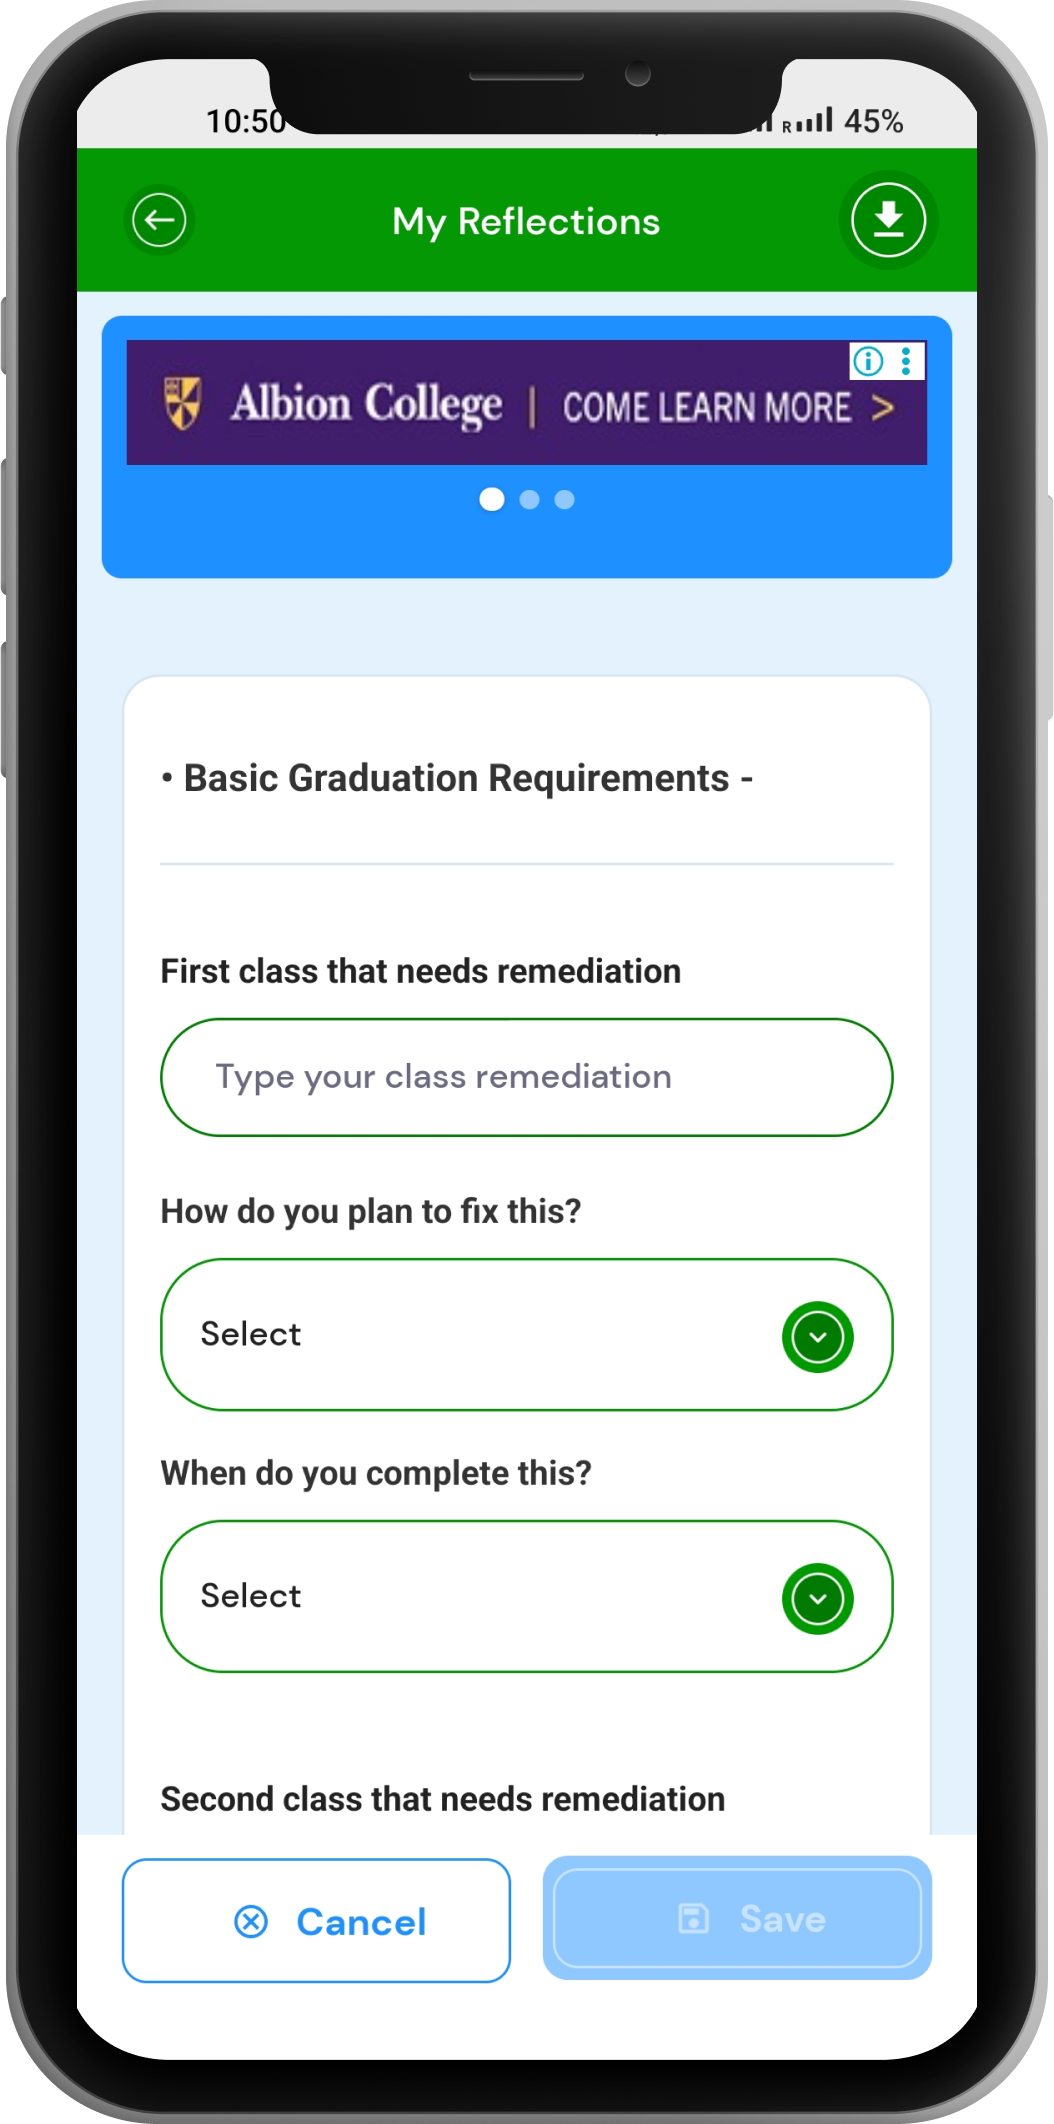 10:50
R 45%
My Reflections
Albion College | COME LEARN MORE >
• Basic Graduation Requirements -
First class that needs remediation
Type your class remediation
How do you plan to fix this?
Select
When do you complete this?
Select
Second class that needs remediation
Cancel
Save